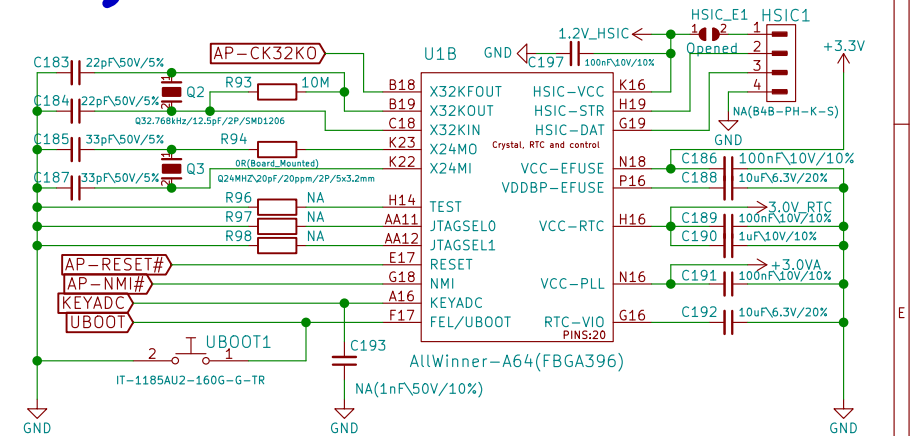 HSIC_E1
HSIC1
1.2V_HSIC
1
2
1
Opened
2
3
4
+3.3V
AP-CK32KO
U1B
GND
C197
100nF\10V/10%
C183
22pF\50V/5%
R93
10M
B18
X32KFOUT
HSIC-VCC
K16
Q2
1
2
C184
22pF\50V/5%
B19
X32KOUT
HSIC-STR
H19
NA(B4B-PH-K-S)
Q32.768kHz/12.5pF/2P/SMD1206
C18
X32KIN
HSIC-DAT
G19
GND
C185
33pF\50V/5%
R94
K23
X24MO
Crystal, RTC and control
0R(Board_Mounted)
Q3
1
2
K22
X24MI
VCC-EFUSE
N18
C186
100nF\10V/10%
C187
33pF\50V/5%
Q24MHZ\20pF/20ppm/2P/5x3.2mm
VDDBP-EFUSE
P16
C188
10uF\6.3V/20%
R96
NA
H14
TEST
3.0V_RTC
R97
NA
AA11
JTAGSEL0
VCC-RTC
H16
C189
100nF\10V/10%
R98
NA
AA12
JTAGSEL1
C190
1uF\10V/10%
AP-RESET#
E17
RESET
+3.0VA
AP-NMI#
G18
NMI
VCC-PLL
N16
C191
100nF\10V/10%
KEYADC
A16
KEYADC
UBOOT
F17
FEL/UBOOT
RTC-VIO
G16
C192
10uF\6.3V/20%
PINS:20
E
2
1
UBOOT1
C193
AllWinner-A64(FBGA396)
IT-1185AU2-160G-G-TR
NA(1nF\50V/10%)
GND
GND
GND